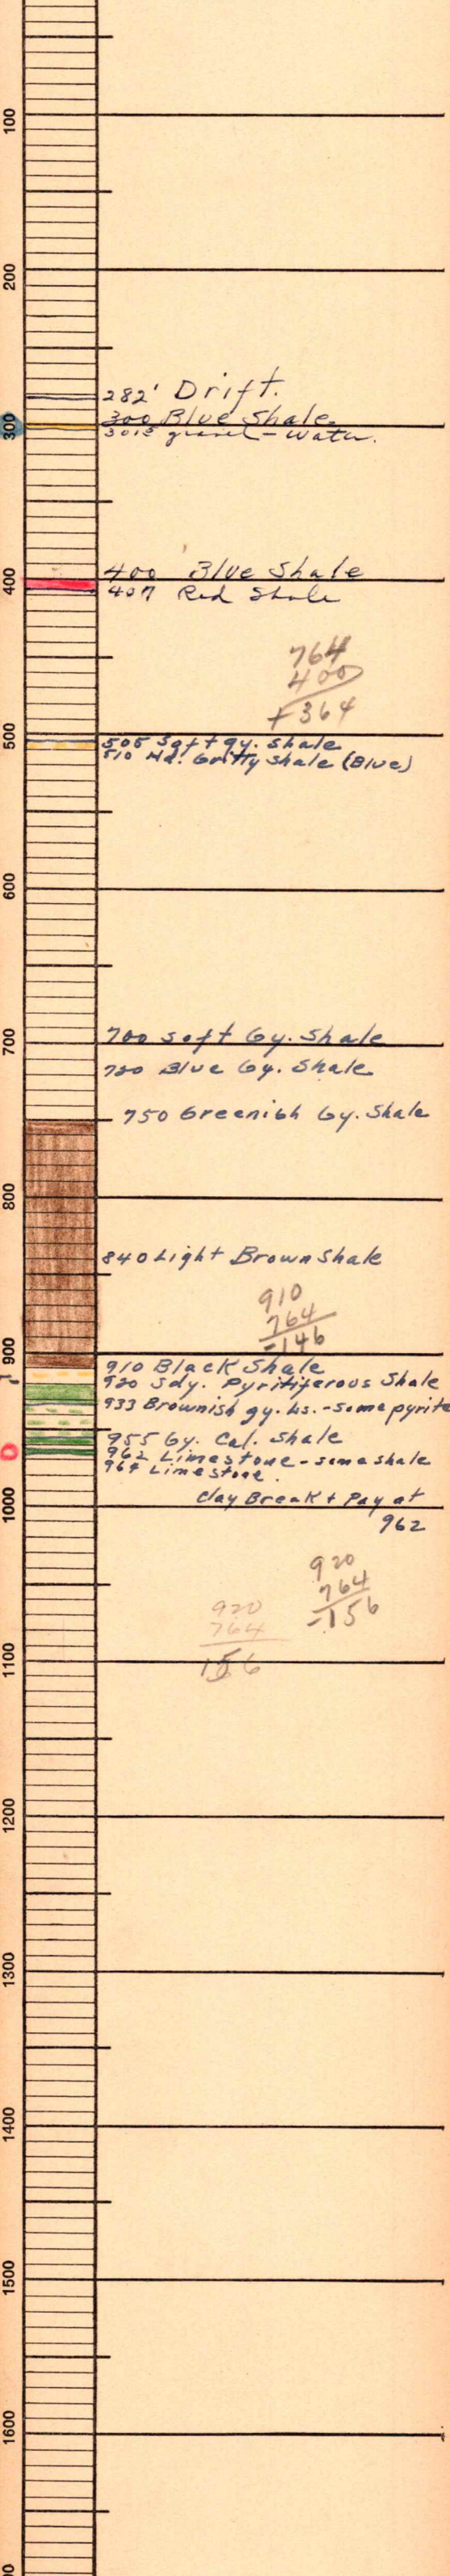 100
200
282' Drift.
300
300 Blue Shale
3015 gravel - Water.
400
400 Blue Shale
407 Red Shale
764
400
+364
500
505 Soft gy. shale
510 Hd. Gritty shale (Blue)
600
700
700 soft Gy. Shale
720 Blue Gy. Shale
750 Greenish Gy. Shale
800
840 Light Brown Shale
910
764
-146
900
910 Black Shale
920 Sdy. Pyritiferous Shale
933 Brownish gy. Ls. - some pyrite
955 Gy. Cal. Shale
962 Limestone - some shale
964 Limestone.
Clay Break & Pay at
962
1000
920
764
-156
920
764
156
1100
1200
1300
1400
1500
1600